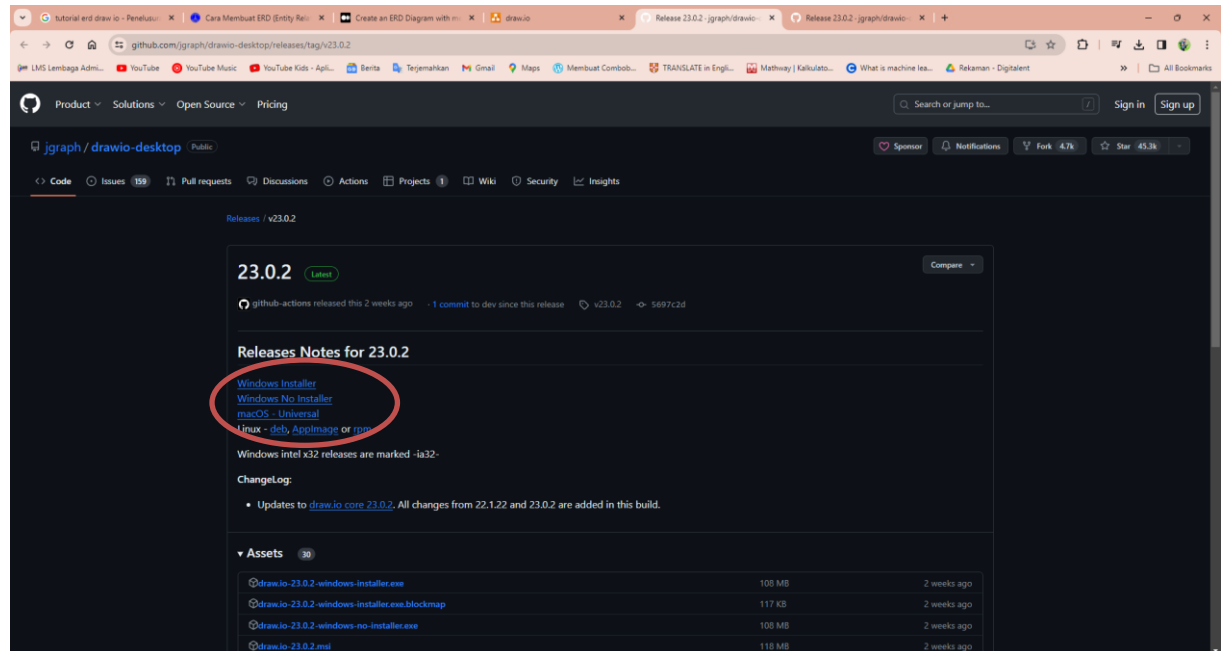 tutorial erd draw io - Penelusur
Cara Membuat ERD (Entity Rela
Create an ERD Diagram with m
draw.io
Release 23.0.2 · jgraph/drawio-
Release 23.0.2 · jgraph/drawio-
github.com/jgraph/drawio-desktop/releases/tag/v23.0.2
LMS Lembaga Admi...
YouTube
YouTube Music
YouTube Kids - Apli...
Berita
Terjemahkan
Gmail
Maps
Membuat Combob...
TRANSLATE in Engli...
Mathway | Kalkulato...
What is machine lea...
Rekaman - Digitalent
All Bookmarks
Product
Solutions
Open Source
Pricing
Search or jump to...
/
Sign in
Sign up
jgraph / drawio-desktop Public
Sponsor
Notifications
Fork 4.7k
Star 45.3k
Code
Issues 159
Pull requests
Discussions
Actions
Projects 1
Wiki
Security
Insights
Releases / v23.0.2
23.0.2 Latest
Compare
github-actions released this 2 weeks ago · 1 commit to dev since this release v23.0.2 5697c2d
Releases Notes for 23.0.2
Windows Installer
Windows No Installer
macOS - Universal
Linux - deb, AppImage or rpm
Windows intel x32 releases are marked -ia32-
ChangeLog:
• Updates to draw.io core 23.0.2. All changes from 22.1.22 and 23.0.2 are added in this build.
Assets 30
draw.io-23.0.2-windows-installer.exe 108 MB 2 weeks ago
draw.io-23.0.2-windows-installer.exe.blockmap 117 KB 2 weeks ago
draw.io-23.0.2-windows-no-installer.exe 108 MB 2 weeks ago
draw.io-23.0.2.msi 118 MB 2 weeks ago